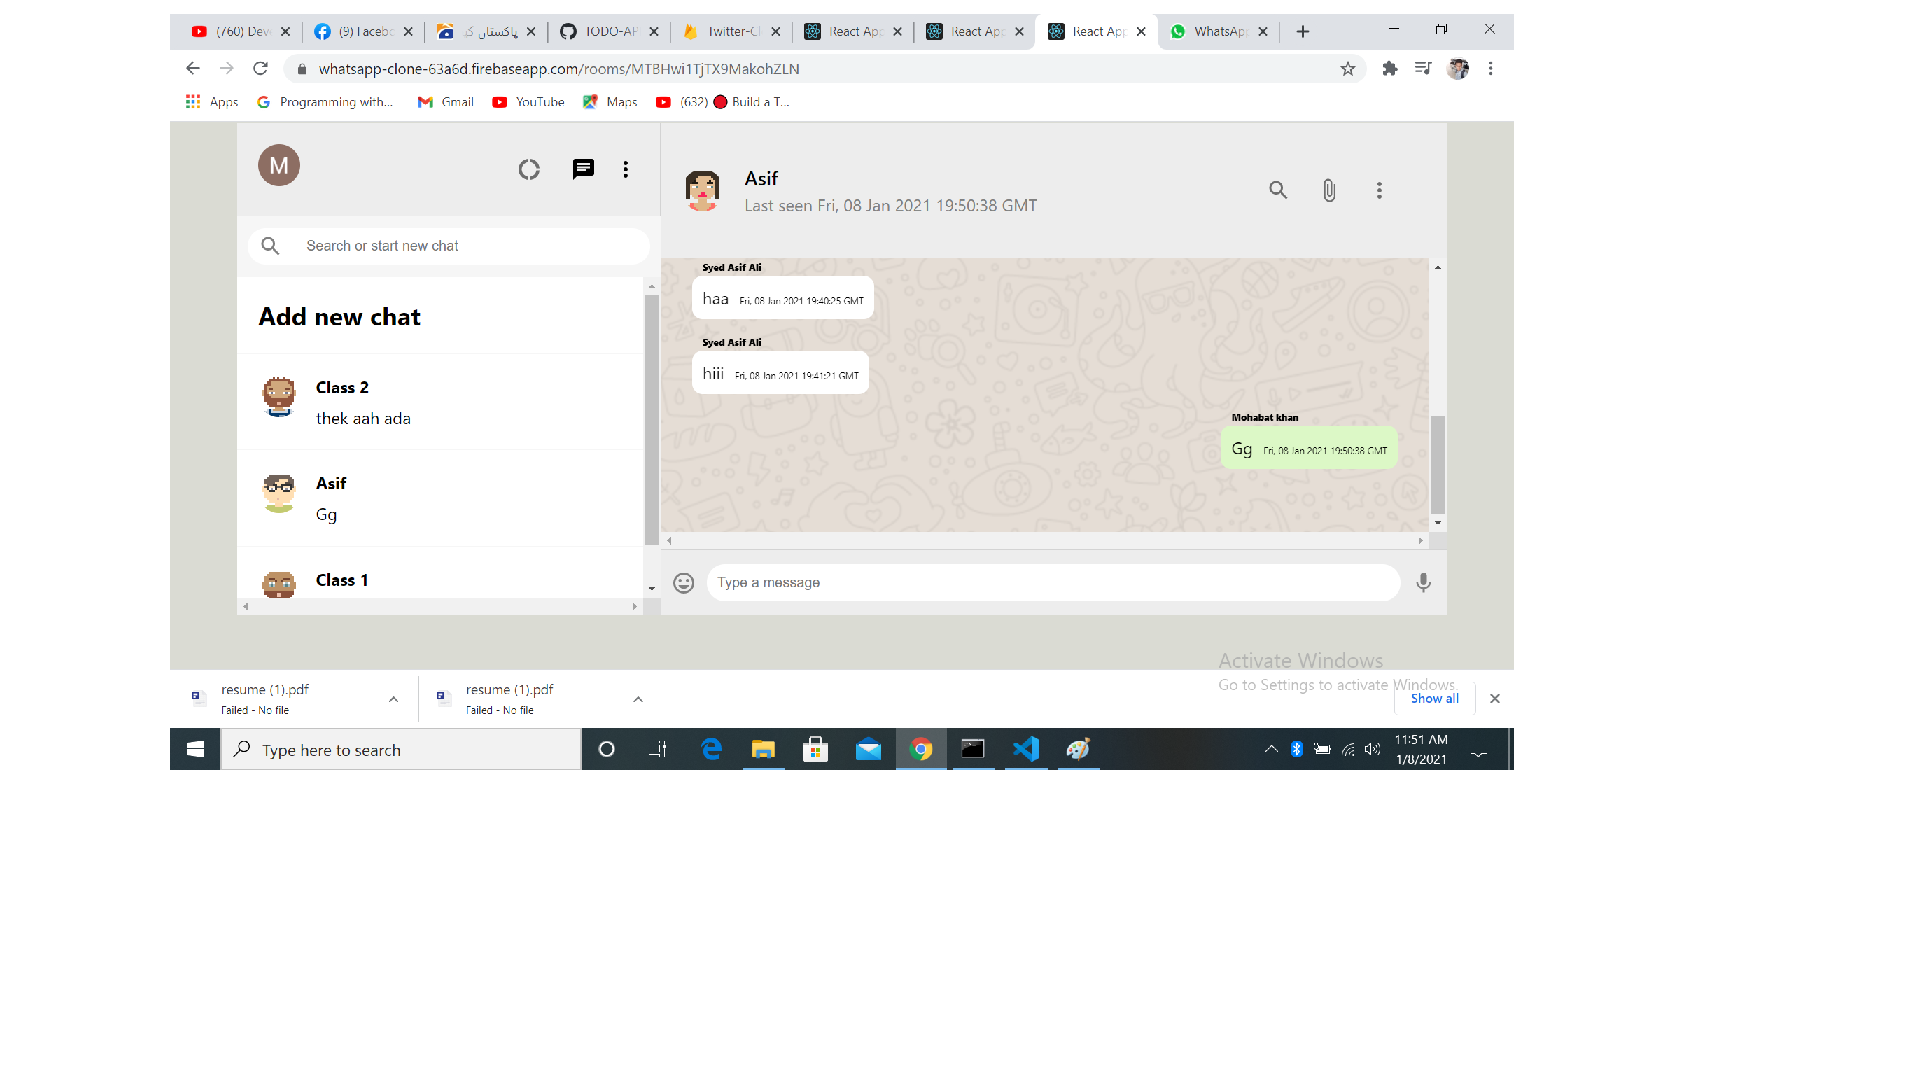 (760) Dev
(9) Facebo
پاکستان کی
TODO-AP
Twitter-Cl
React App
React App
React App
WhatsApp
whatsapp-clone-63a6d.firebaseapp.com/rooms/MTBHwi1TjTX9MakohZLN
Apps
Programming with...
Gmail
YouTube
Maps
(632) 🔴 Build a T...
M
Search or start new chat
Add new chat
Class 2
thek aah ada
Asif
Gg
Class 1
Asif
Last seen Fri, 08 Jan 2021 19:50:38 GMT
Syed Asif Ali
haa Fri, 08 Jan 2021 19:40:25 GMT
Syed Asif Ali
hiii Fri, 08 Jan 2021 19:41:21 GMT
Mohabat khan
Gg Fri, 08 Jan 2021 19:50:38 GMT
Type a message
Activate Windows
Go to Settings to activate Windows.
resume (1).pdf
Failed - No file
resume (1).pdf
Failed - No file
Show all
Type here to search
11:51 AM
1/8/2021